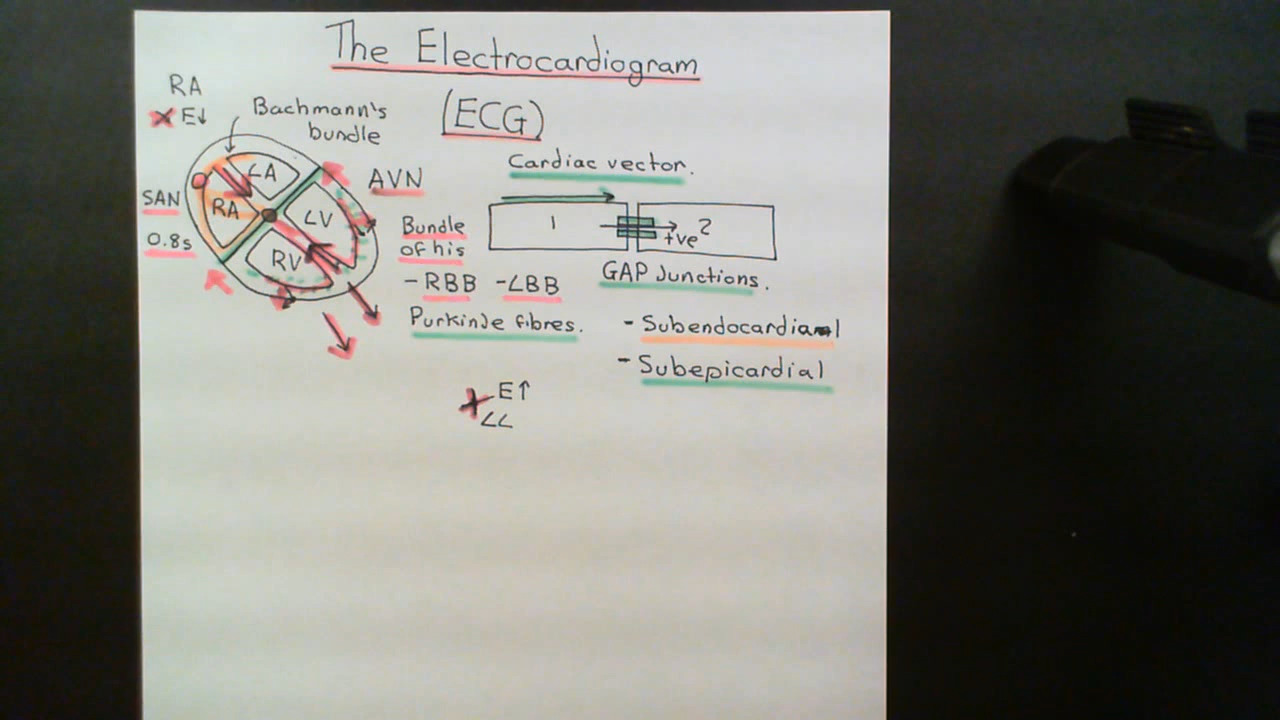 The Electrocardiogram
(ECG)
RA
E↓
Bachmann's
bundle
SAN
0.8s
LA
RA
LV
RV
AVN
Bundle
of his
- RBB - LBB
Purkinje fibres.
Cardiac vector.
1
2
+ve
GAP Junctions.
- Subendocardial
- Subepicardial
E↑
LL